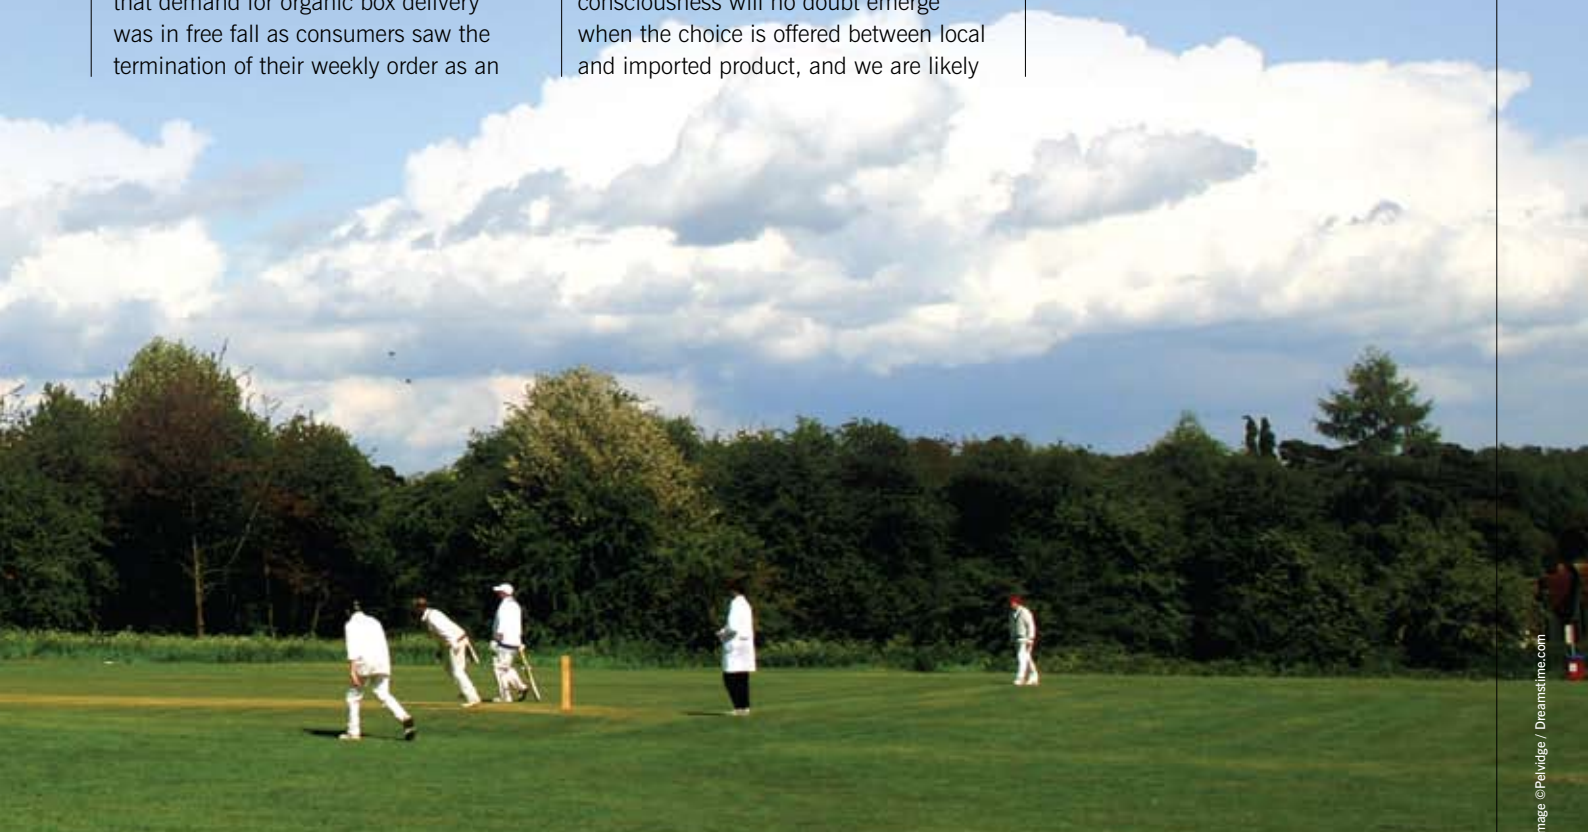 that demand for organic box delivery
was in free fall as consumers saw the
termination of their weekly order as an
consciousness will no doubt emerge
when the choice is offered between local
and imported product, and we are likely
©Pelvidge / Dreamstime.com